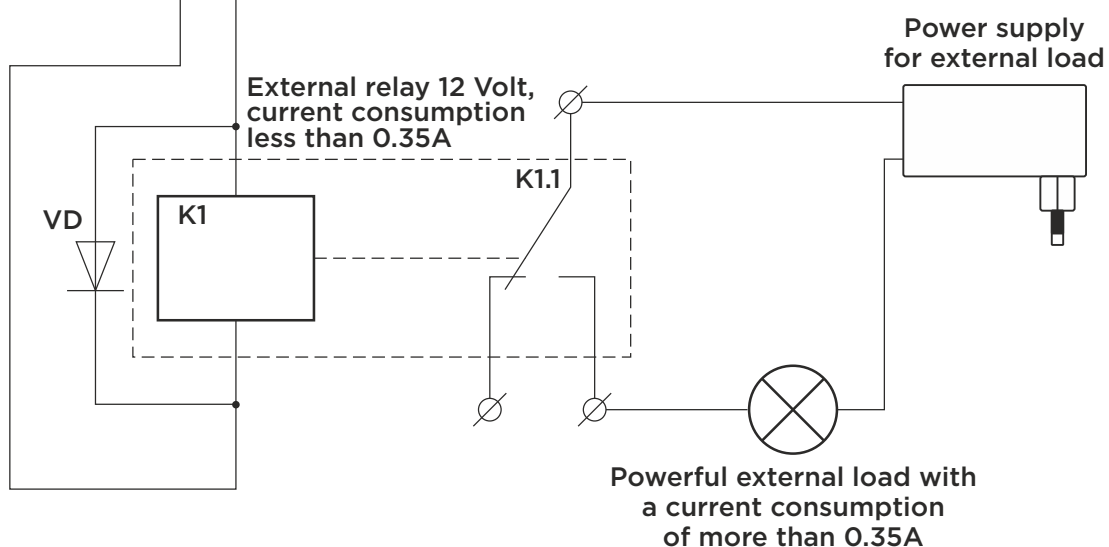 Power supply
for external load
External relay 12 Volt,
current consumption
less than 0.35A
K1.1
K1
VD
Powerful external load with
a current consumption
of more than 0.35A